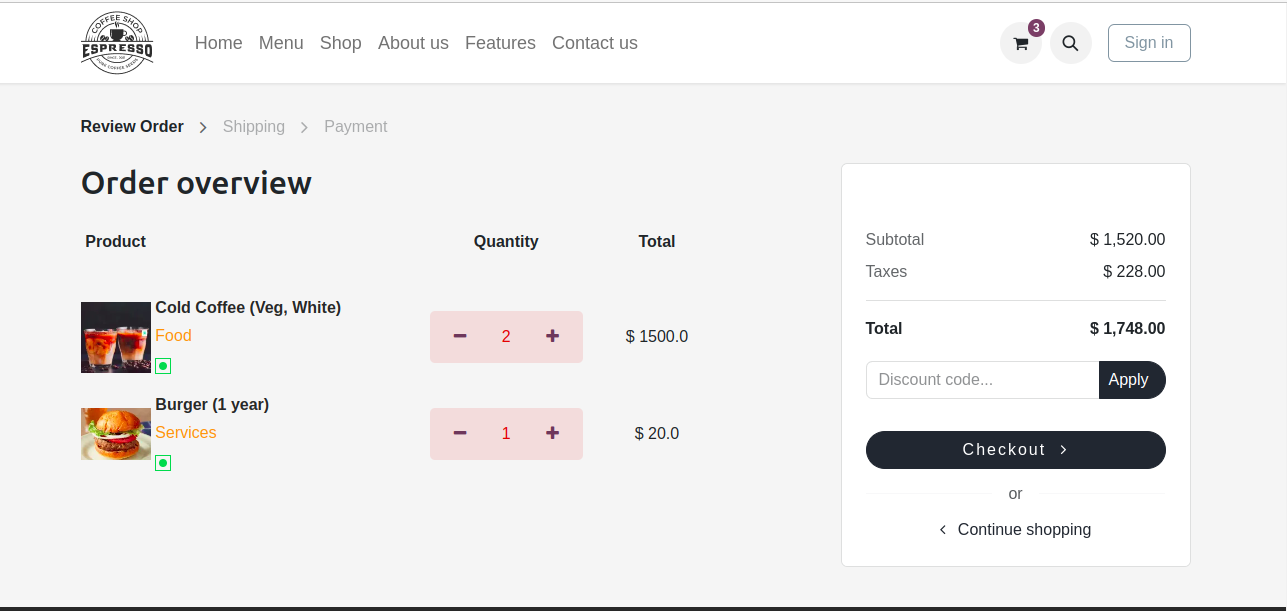 COFFEE SHOP
ESPRESSO
Home Menu Shop About us Features Contact us
3
Sign in
Review Order > Shipping > Payment
Order overview
Product Quantity Total
Cold Coffee (Veg, White)
Food
2
$ 1500.0
Burger (1 year)
Services
1
$ 20.0
Subtotal $ 1,520.00
Taxes $ 228.00
Total $ 1,748.00
Discount code... Apply
Checkout >
or
< Continue shopping